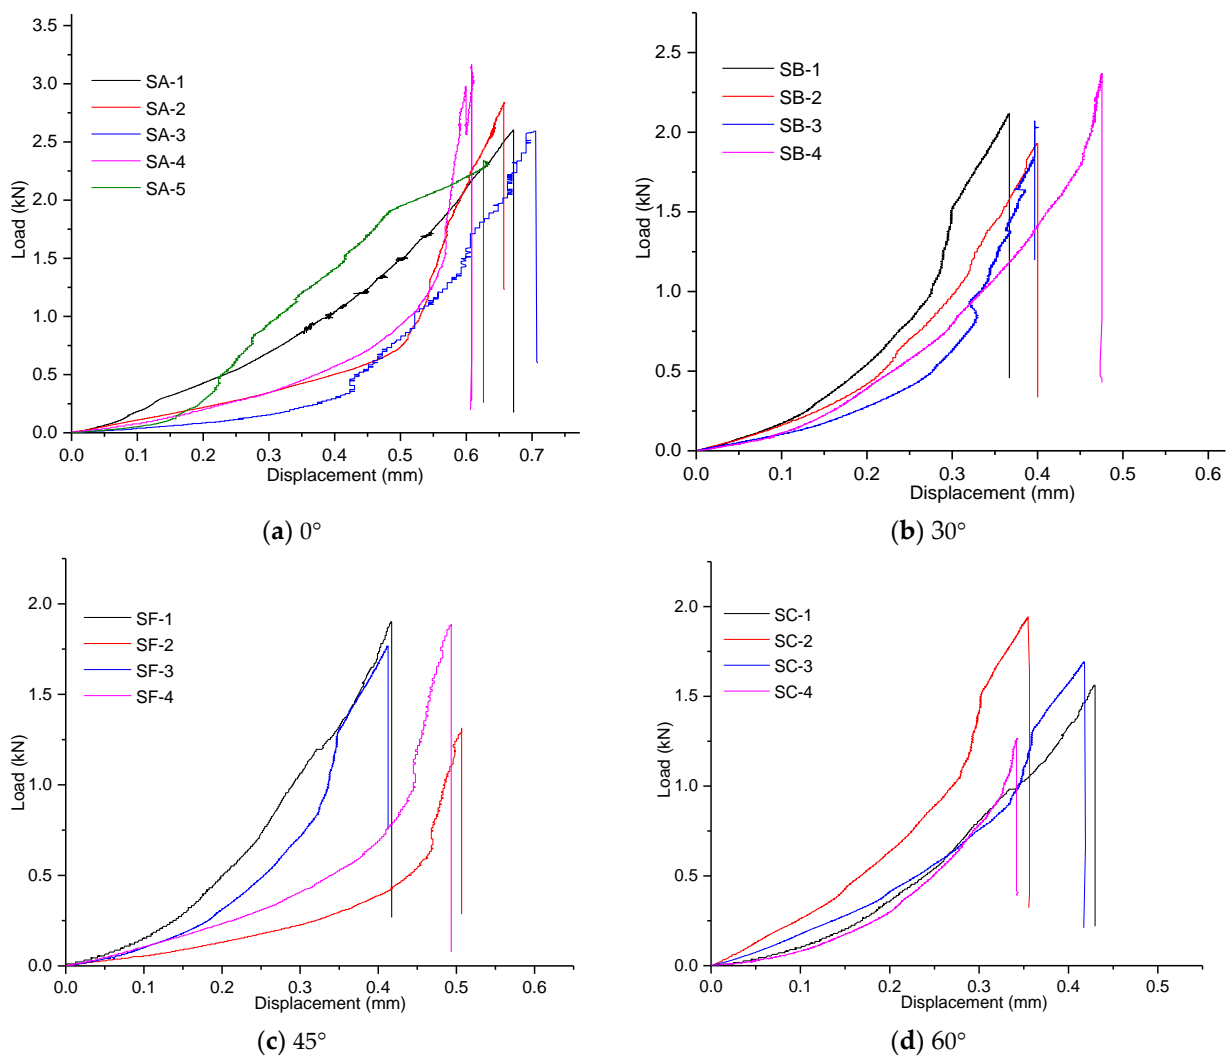 3.5
3.0
2.5
2.0
1.5
1.0
0.5
0.0
Load (kN)
SA-1
SA-2
SA-3
SA-4
SA-5
0.0 0.1 0.2 0.3 0.4 0.5 0.6 0.7
Displacement (mm)
(a) 0°
2.5
2.0
1.5
1.0
0.5
0.0
Load (kN)
SB-1
SB-2
SB-3
SB-4
0.0 0.1 0.2 0.3 0.4 0.5 0.6
Displacement (mm)
(b) 30°
2.0
1.5
1.0
0.5
0.0
Load (kN)
SF-1
SF-2
SF-3
SF-4
0.0 0.1 0.2 0.3 0.4 0.5 0.6
Displacement (mm)
(c) 45°
2.0
1.5
1.0
0.5
0.0
Load (kN)
SC-1
SC-2
SC-3
SC-4
0.0 0.1 0.2 0.3 0.4 0.5
Displacement (mm)
(d) 60°